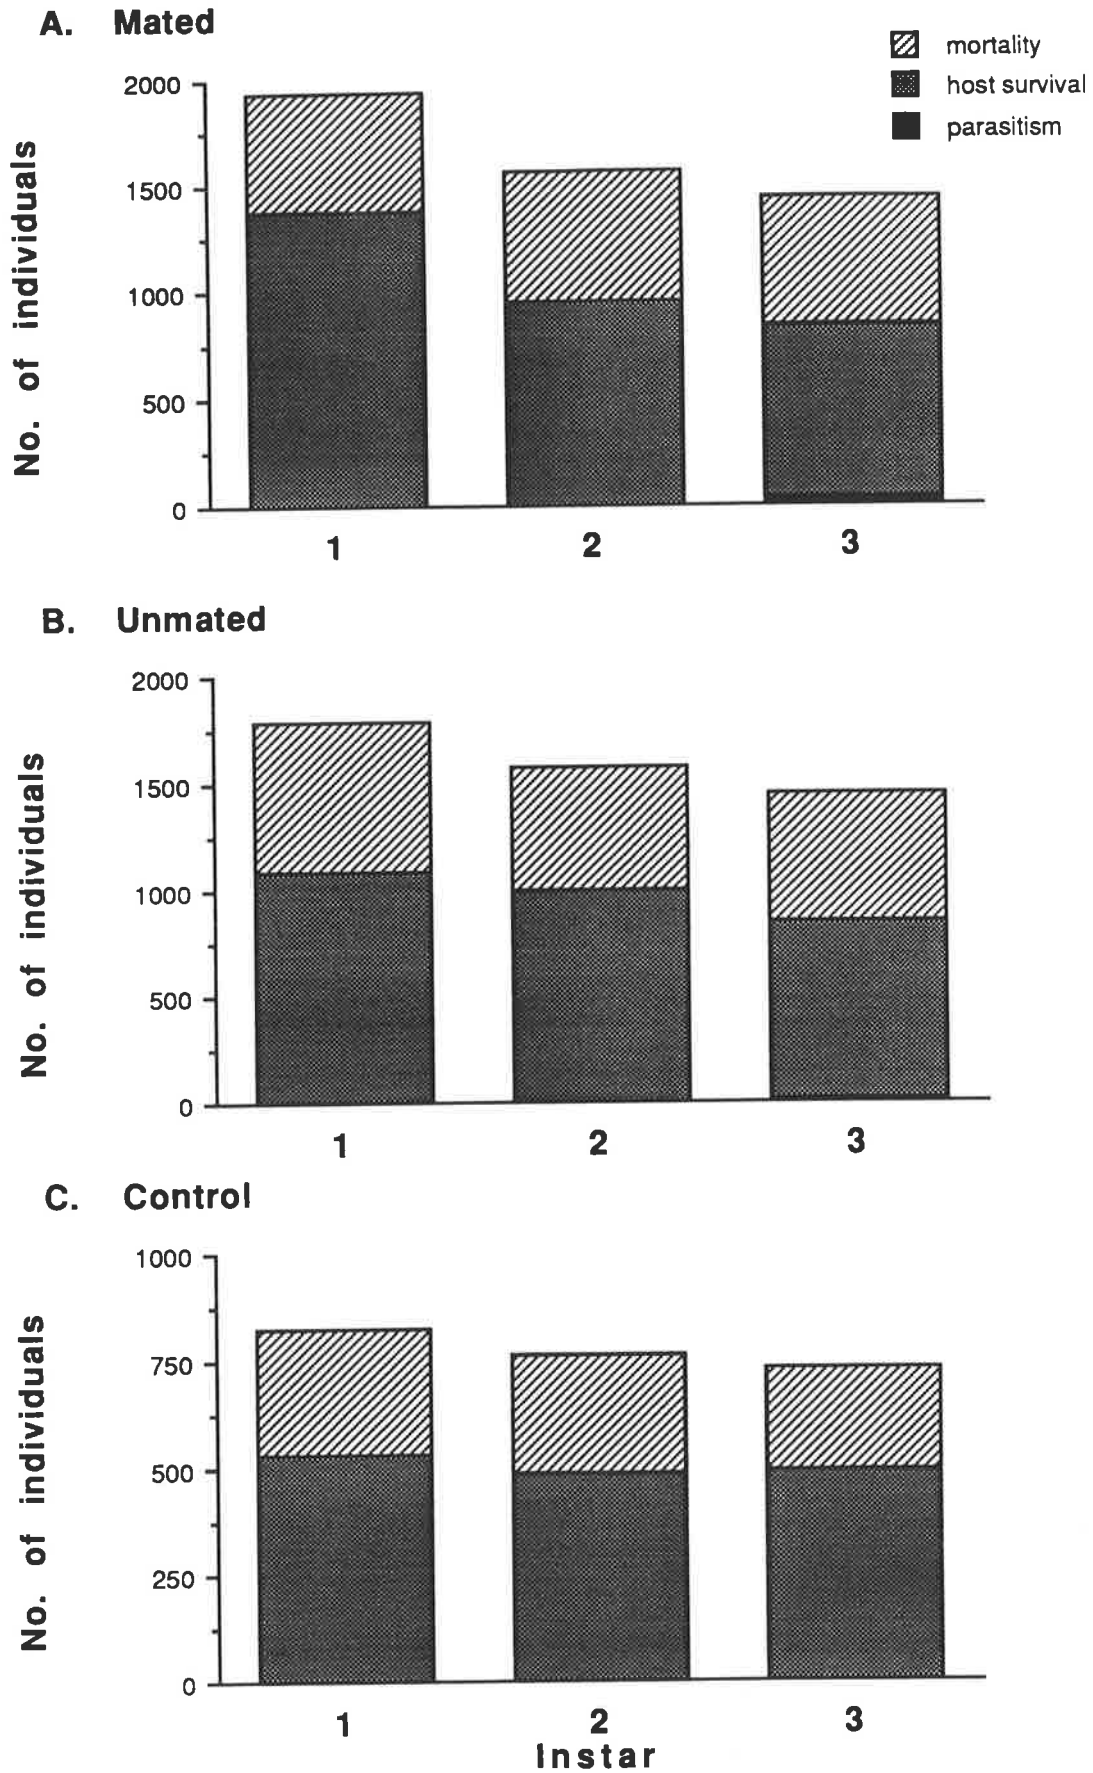 A. Mated
mortality
host survival
parasitism
No. of individuals
2000
1500
1000
500
0
1 2 3
B. Unmated
No. of individuals
2000
1500
1000
500
0
1 2 3
C. Control
No. of individuals
1000
750
500
250
0
1 2 3
Instar